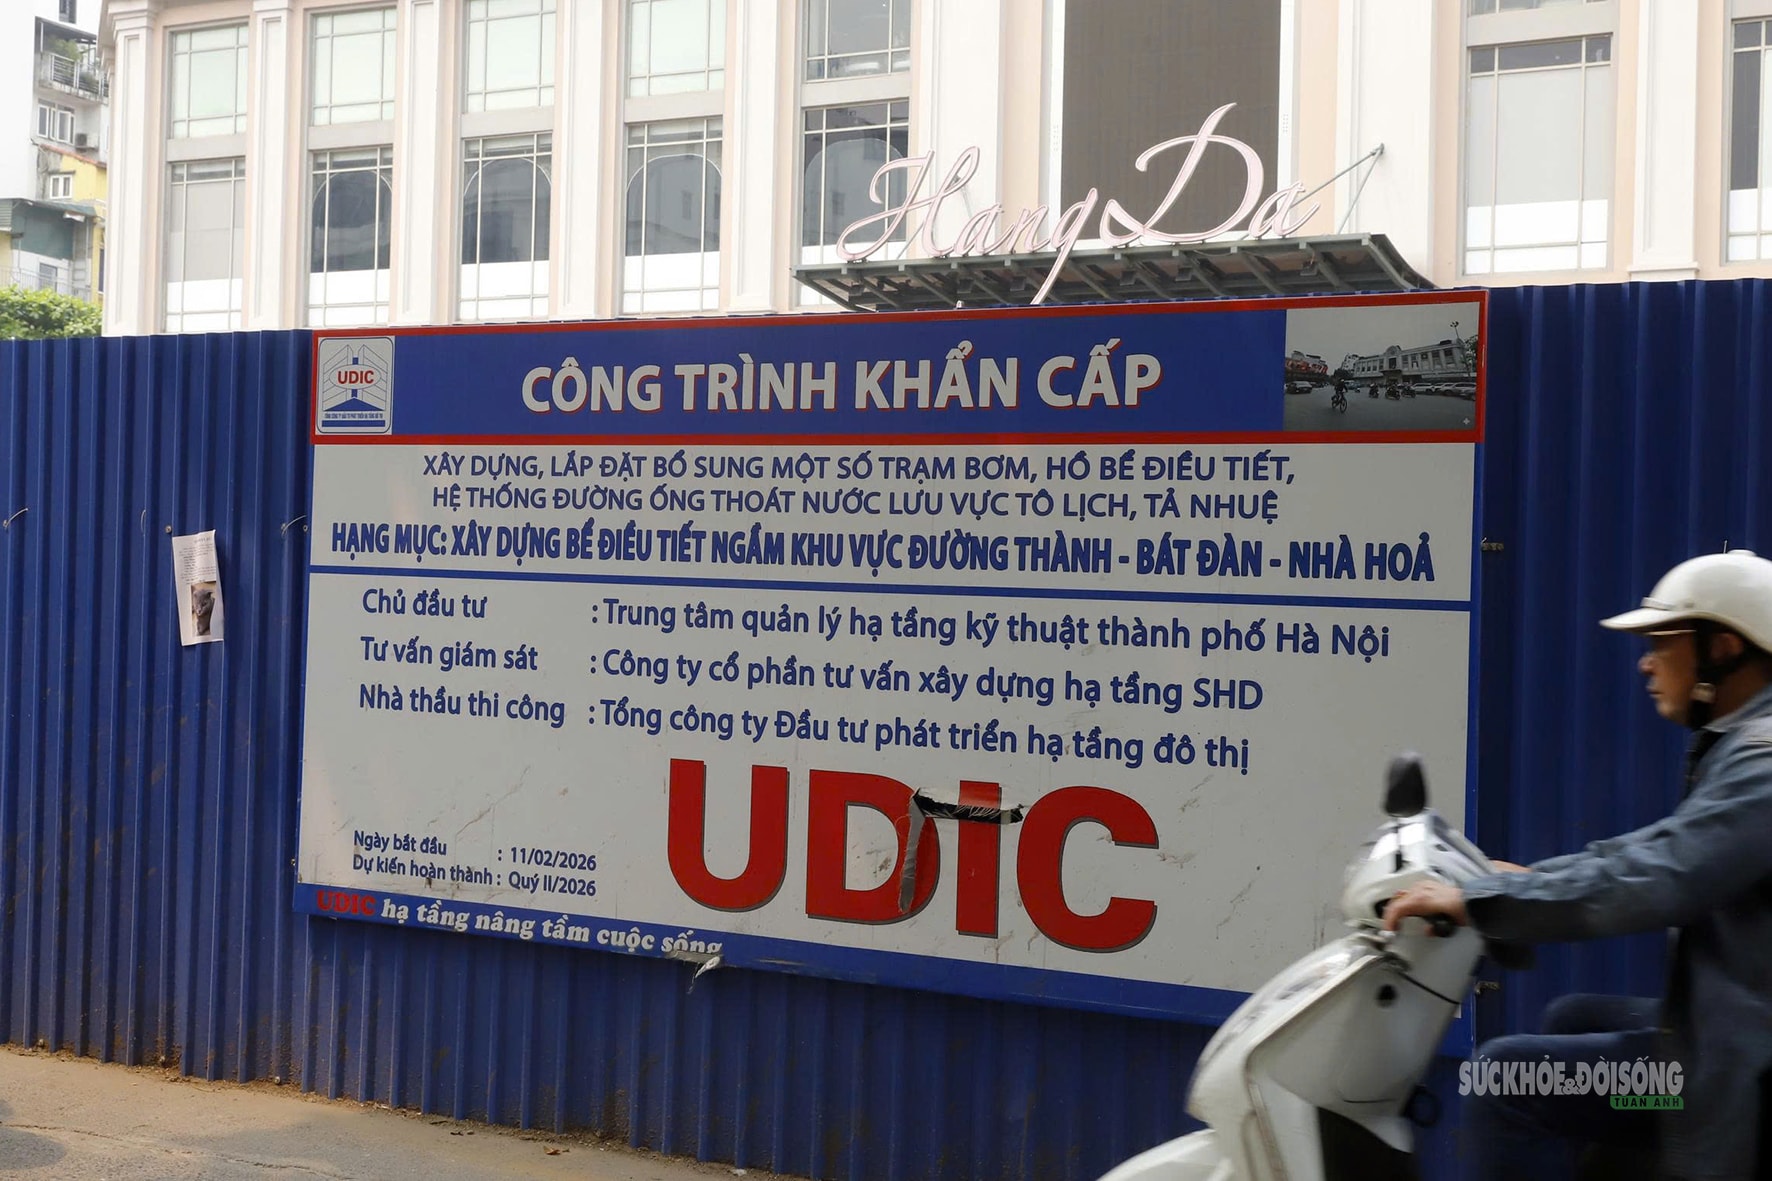 Hang Da
UDIC
CÔNG TRÌNH KHẨN CẤP
XÂY DỰNG, LẮP ĐẶT BỔ SUNG MỘT SỐ TRẠM BƠM, HỒ BỂ ĐIỀU TIẾT,
HỆ THỐNG ĐƯỜNG ỐNG THOÁT NƯỚC LƯU VỰC TÔ LỊCH, TẢ NHUỆ
HẠNG MỤC: XÂY DỰNG BỂ ĐIỀU TIẾT NGẦM KHU VỰC ĐƯỜNG THÀNH - BÁT ĐÀN - NHÀ HOẢ
Chủ đầu tư : Trung tâm quản lý hạ tầng kỹ thuật thành phố Hà Nội
Tư vấn giám sát : Công ty cổ phần tư vấn xây dựng hạ tầng SHD
Nhà thầu thi công : Tổng công ty Đầu tư phát triển hạ tầng đô thị
UDIC
Ngày bắt đầu : 11/02/2026
Dự kiến hoàn thành : Quý II/2026
UDIC hạ tầng nâng tầm cuộc sống
SỨC KHỎE & ĐỜI SỐNG
TUẤN ANH